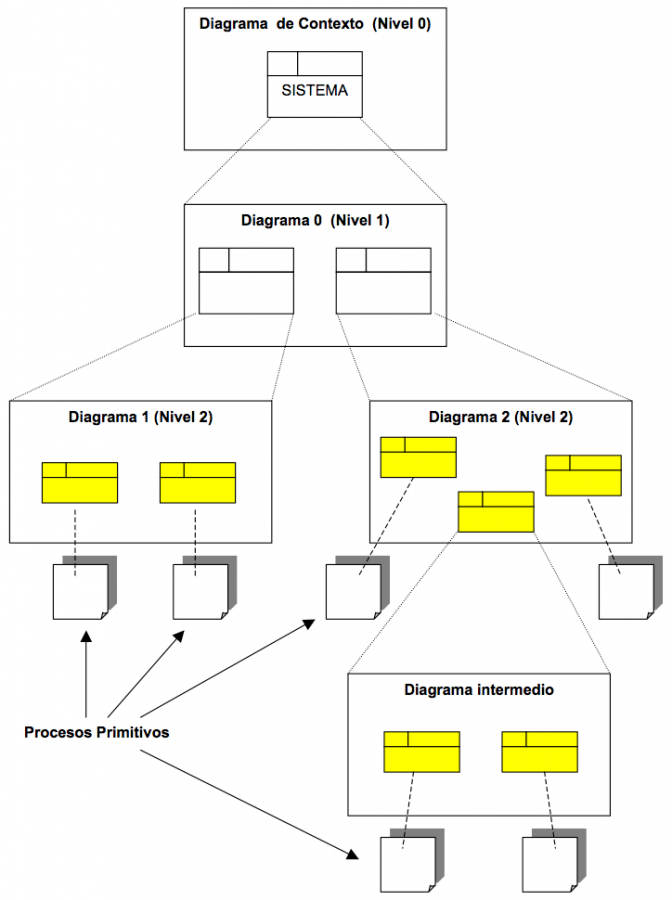 Diagrama de Contexto (Nivel 0)
SISTEMA
Diagrama 0 (Nivel 1)
Diagrama 1 (Nivel 2)
Diagrama 2 (Nivel 2)
Diagrama intermedio
Procesos Primitivos